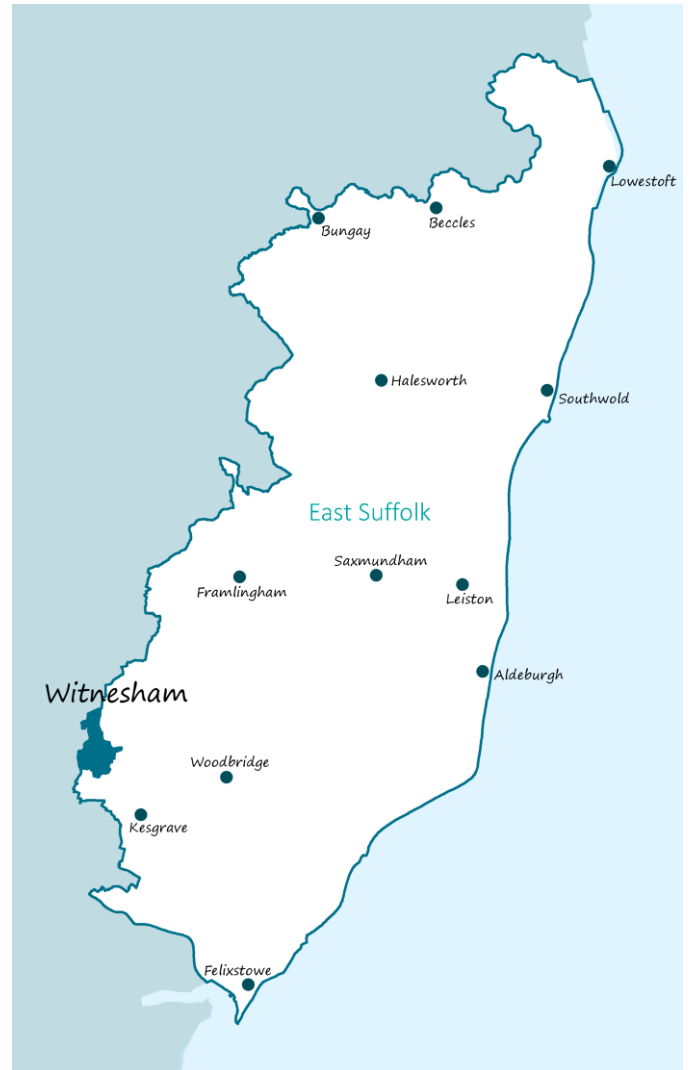 Lowestoft
Beccles
Bungay
Halesworth
Southwold
East Suffolk
Saxmundham
Framlingham
Leiston
Aldeburgh
Witnesham
Woodbridge
Kesgrave
Felixstowe